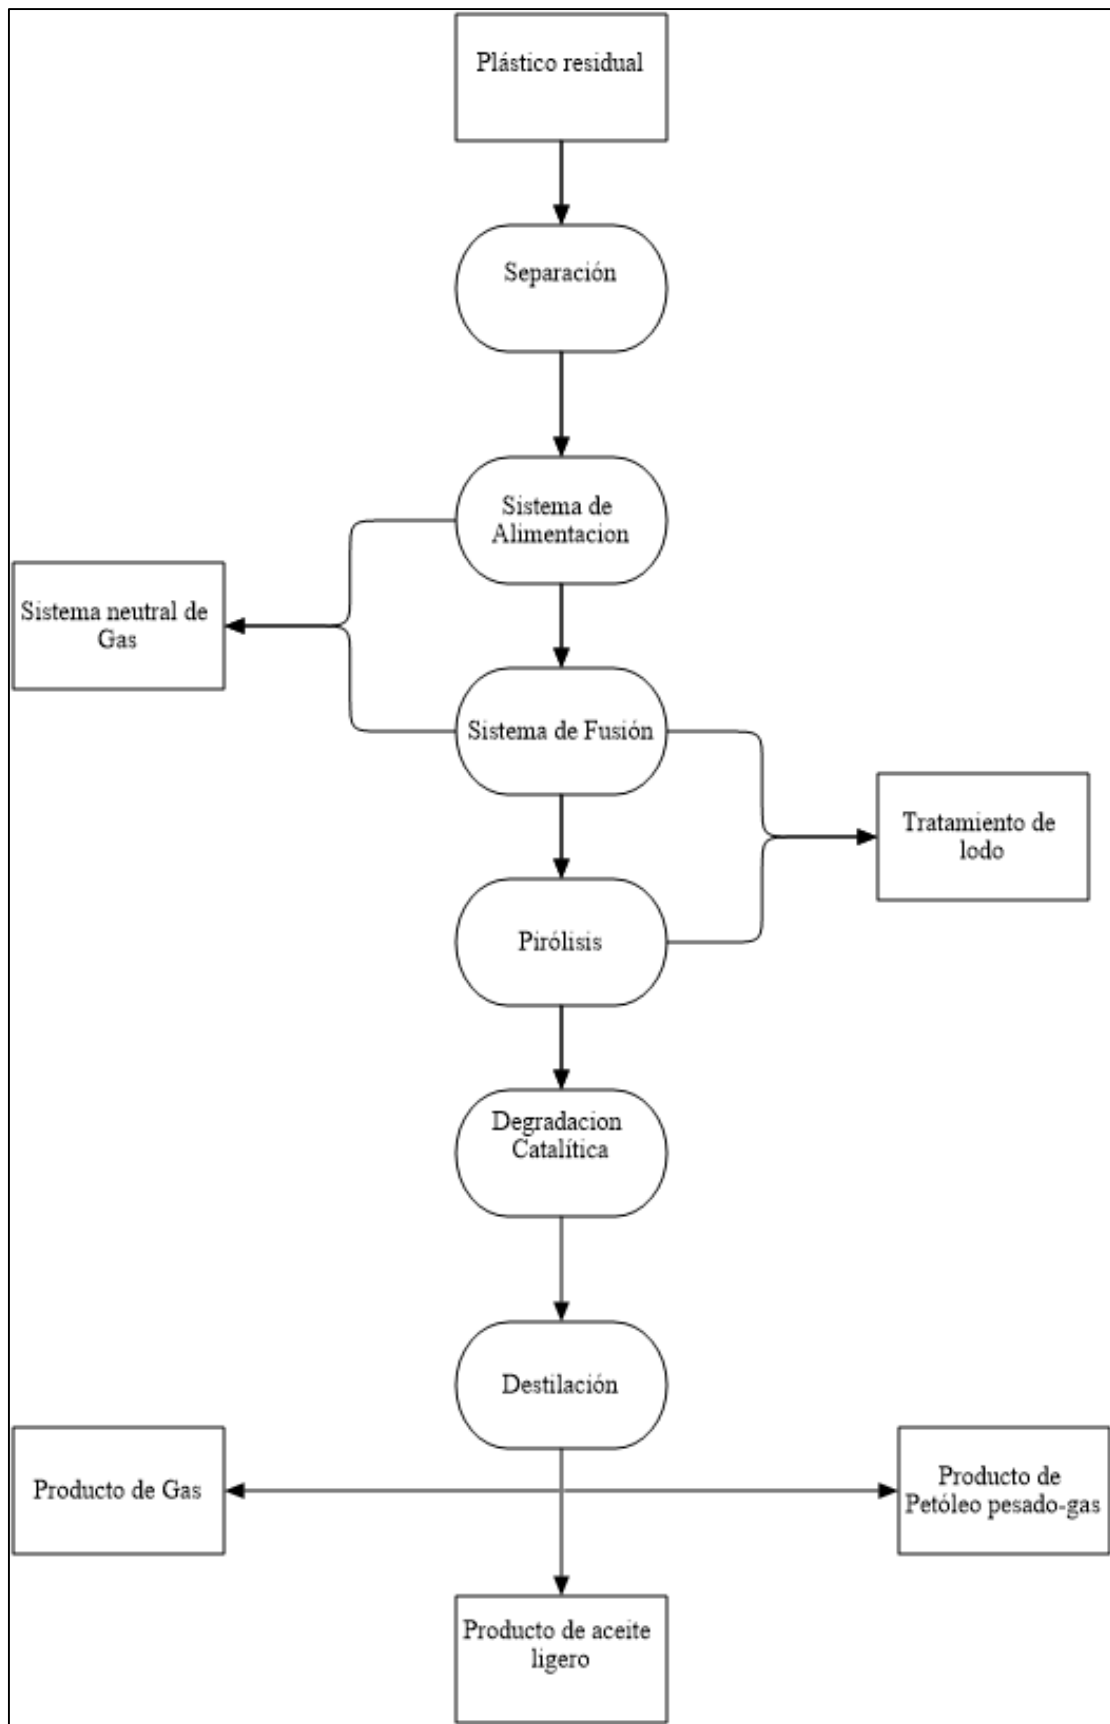 Plástico residual
Separación
Sistema de
Alimentacion
Sistema neutral de
Gas
Sistema de Fusión
Tratamiento de
lodo
Pirólisis
Degradacion
Catalítica
Destilación
Producto de Gas
Producto de
Petóleo pesado-gas
Producto de aceite
ligero